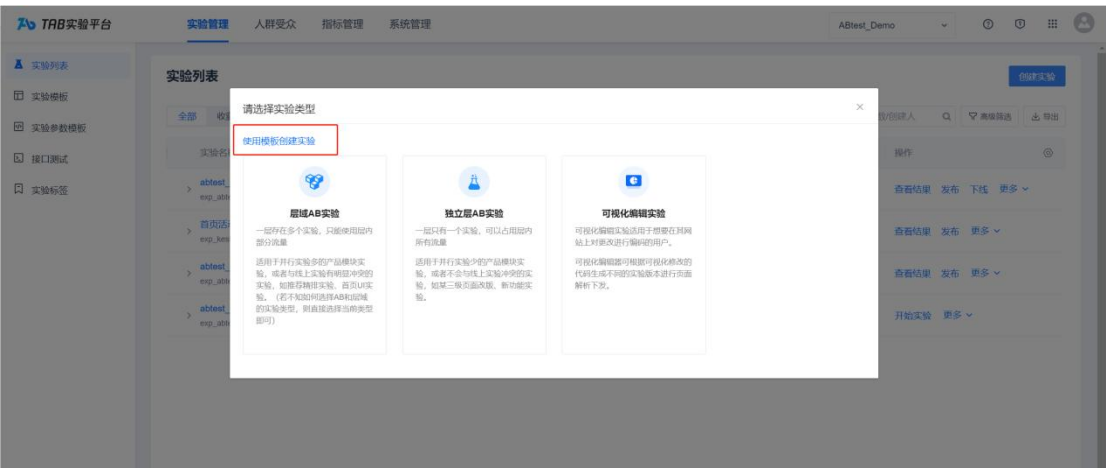 TAB实验平台
实验管理 人群受众 指标管理 系统管理
ABtest_Demo
实验列表
实验模板
实验参数模板
接口测试
实验标签
实验列表
创建实验
全部
高级筛选 导出
操作
abtest_
查看结果 发布 下线 更多
首页活
查看结果 发布 更多
abtest_
查看结果 发布 更多
abtest_
开始实验 更多
请选择实验类型
使用模板创建实验
层域AB实验
一层存在多个实验，只能使用层内
部分流量
适用于并行实验多的产品模块实
验，或者与线上实验有明显冲突的
实验，如推荐精排实验，首页UI实
验。（若不知如何选择AB和层域
的实验类型，则直接选择当前类型
即可）
独立层AB实验
一层只有一个实验，可以占用层内
所有流量
适用于并行实验少的产品模块实
验，或者不会与线上实验冲突的实
验，如某三级页面改版，新功能实
验。
可视化编辑实验
可视化编辑实验适用于想要在其网
站上对更改进行编码的用户。
可视化编辑器可根据可视化修改的
代码生成不同的实验版本进行页面
解析下发。